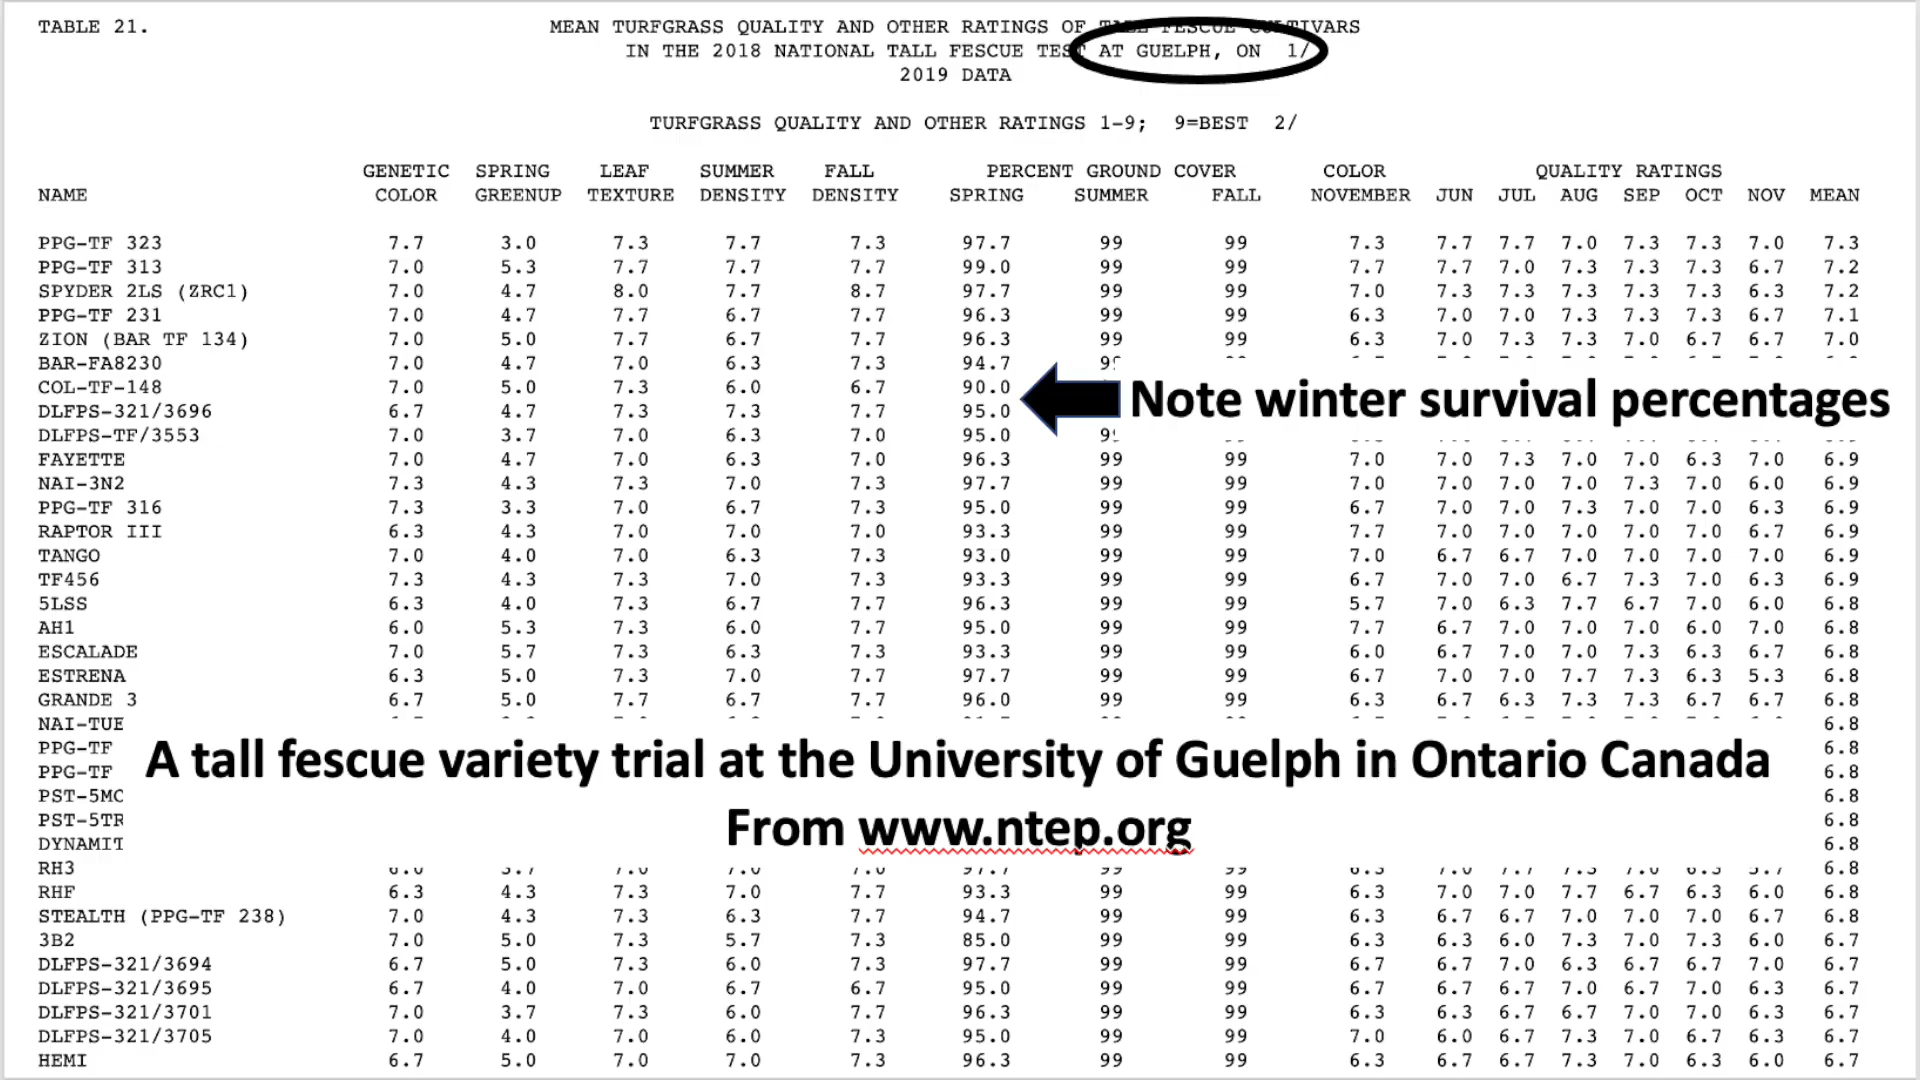 TABLE 21. MEAN TURFGRASS QUALITY AND OTHER RATINGS OF TALL FESCUE CULTIVARS
IN THE 2018 NATIONAL TALL FESCUE TEST AT GUELPH, ON 1/
2019 DATA
TURFGRASS QUALITY AND OTHER RATINGS 1-9; 9=BEST 2/
GENETIC SPRING LEAF SUMMER FALL PERCENT GROUND COVER COLOR QUALITY RATINGS
NAME COLOR GREENUP TEXTURE DENSITY DENSITY SPRING SUMMER FALL NOVEMBER JUN JUL AUG SEP OCT NOV MEAN
PPG-TF 323 7.7 3.0 7.3 7.7 7.3 97.7 99 99 7.3 7.7 7.7 7.0 7.3 7.3 7.0 7.3
PPG-TF 313 7.0 5.3 7.7 7.7 7.7 99.0 99 99 7.7 7.7 7.0 7.3 7.3 7.3 6.7 7.2
SPYDER 2LS (ZRC1) 7.0 4.7 8.0 7.7 8.7 97.7 99 99 7.0 7.3 7.3 7.3 7.3 7.3 6.3 7.2
PPG-TF 231 7.0 4.7 7.7 6.7 7.7 96.3 99 99 6.3 7.0 7.0 7.3 7.3 7.3 6.7 7.1
ZION (BAR TF 134) 7.0 5.0 7.7 6.7 7.7 96.3 99 99 6.3 7.0 7.3 7.3 7.0 6.7 6.7 7.0
BAR-FA8230 7.0 4.7 7.0 6.3 7.3 94.7
COL-TF-148 7.0 5.0 7.3 6.0 6.7 90.0
Note winter survival percentages
DLFPS-321/3696 6.7 4.7 7.3 7.3 7.7 95.0
DLFPS-TF/3553 7.0 3.7 7.0 6.3 7.0 95.0
FAYETTE 7.0 4.7 7.0 6.3 7.0 96.3 99 99 7.0 7.0 7.3 7.0 7.0 6.3 7.0 6.9
NAI-3N2 7.3 4.3 7.3 7.0 7.3 97.7 99 99 7.0 7.0 7.0 7.0 7.3 7.0 6.0 6.9
PPG-TF 316 7.3 3.3 7.0 6.7 7.3 95.0 99 99 6.7 7.0 7.0 7.3 7.0 7.0 6.3 6.9
RAPTOR III 6.3 4.3 7.0 7.0 7.0 93.3 99 99 7.7 7.0 7.0 7.0 7.0 7.0 6.7 6.9
TANGO 7.0 4.0 7.0 6.3 7.3 93.0 99 99 7.0 6.7 6.7 7.0 7.0 7.0 7.0 6.9
TF456 7.3 4.3 7.3 7.0 7.3 93.3 99 99 6.7 7.0 7.0 6.7 7.3 7.0 6.3 6.9
5LSS 6.3 4.0 7.3 6.7 7.7 96.3 99 99 5.7 7.0 6.3 7.7 6.7 7.0 6.0 6.8
AH1 6.0 5.3 7.3 6.0 7.7 95.0 99 99 7.7 6.7 7.0 7.0 7.0 6.0 7.0 6.8
ESCALADE 7.0 5.7 7.3 6.3 7.3 93.3 99 99 6.0 6.7 7.0 7.0 7.3 6.3 6.7 6.8
ESTRENA 6.3 5.0 7.3 7.0 7.7 97.7 99 99 6.7 7.0 7.0 7.7 7.3 6.3 5.3 6.8
GRANDE 3 6.7 5.0 7.7 6.7 7.7 96.0 99 99 6.3 6.7 6.3 7.3 7.3 6.7 6.7 6.8
NAI-TUE 6.8
PPG-TF 6.8
A tall fescue variety trial at the University of Guelph in Ontario Canada
PPG-TF 6.8
PST-5MC 6.8
PST-5TR 6.8
From www.ntep.org
DYNAMIT 6.8
RH3 6.8
RHF 6.3 4.3 7.3 7.0 7.7 93.3 99 99 6.3 7.0 7.0 7.7 6.7 6.3 6.0 6.8
STEALTH (PPG-TF 238) 7.0 4.3 7.3 6.3 7.7 94.7 99 99 6.3 6.7 6.7 7.0 7.0 7.0 6.7 6.8
3B2 7.0 5.0 7.3 5.7 7.3 85.0 99 99 6.3 6.3 6.0 7.3 7.0 7.3 6.0 6.7
DLFPS-321/3694 6.7 5.0 7.3 6.0 7.3 97.7 99 99 6.7 6.7 7.0 6.3 6.7 6.7 7.0 6.7
DLFPS-321/3695 6.7 4.0 7.0 6.7 6.7 95.0 99 99 6.7 6.7 6.7 7.0 6.7 7.0 6.3 6.7
DLFPS-321/3701 7.0 3.7 7.3 6.0 7.7 96.3 99 99 6.3 6.3 6.7 6.7 7.0 7.0 6.3 6.7
DLFPS-321/3705 7.0 4.0 7.0 6.0 7.3 95.0 99 99 7.0 6.0 6.7 7.3 7.0 6.7 6.3 6.7
HEMI 6.7 5.0 7.0 7.0 7.3 96.3 99 99 6.3 6.7 6.7 7.3 7.0 6.3 6.0 6.7